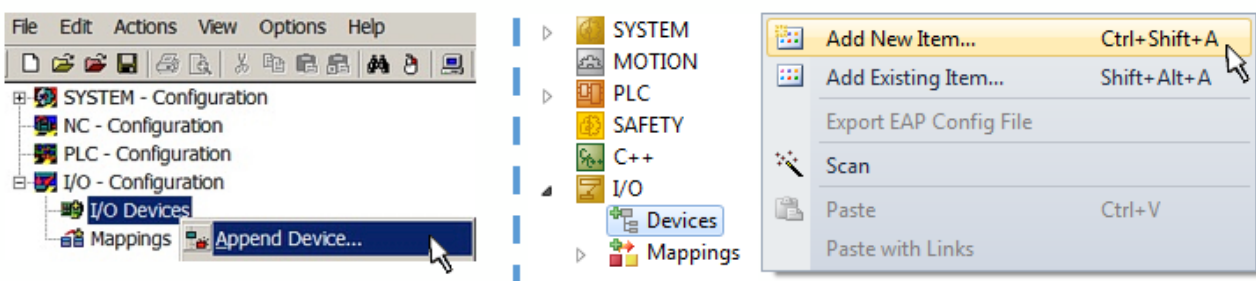 File Edit Actions View Options Help
SYSTEM - Configuration
NC - Configuration
PLC - Configuration
I/O - Configuration
I/O Devices
Mappings
Append Device...
SYSTEM
MOTION
PLC
SAFETY
C++
I/O
Devices
Mappings
Add New Item... Ctrl+Shift+A
Add Existing Item... Shift+Alt+A
Export EAP Config File
Scan
Paste Ctrl+V
Paste with Links